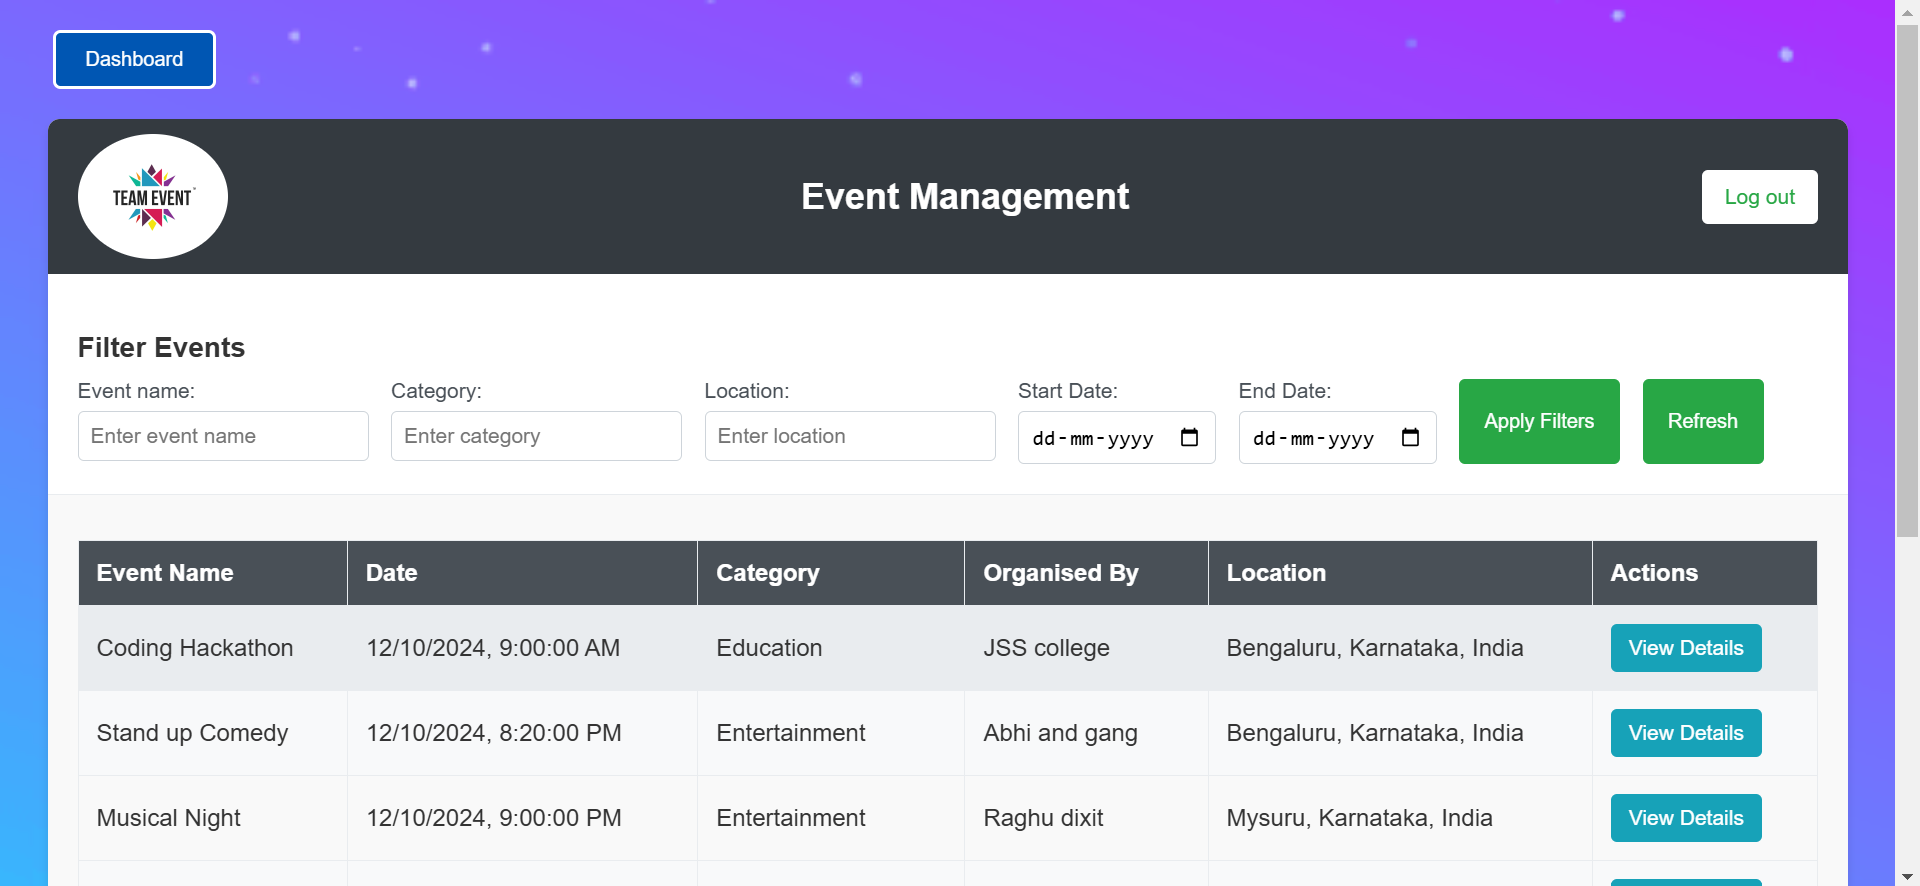 Dashboard
TEAM EVENT
Event Management
Log out
Filter Events
Event name: Category: Location: Start Date: End Date:
Enter event name Enter category Enter location dd-mm-yyyy dd-mm-yyyy Apply Filters Refresh
Event Name Date Category Organised By Location Actions
Coding Hackathon 12/10/2024, 9:00:00 AM Education JSS college Bengaluru, Karnataka, India View Details
Stand up Comedy 12/10/2024, 8:20:00 PM Entertainment Abhi and gang Bengaluru, Karnataka, India View Details
Musical Night 12/10/2024, 9:00:00 PM Entertainment Raghu dixit Mysuru, Karnataka, India View Details